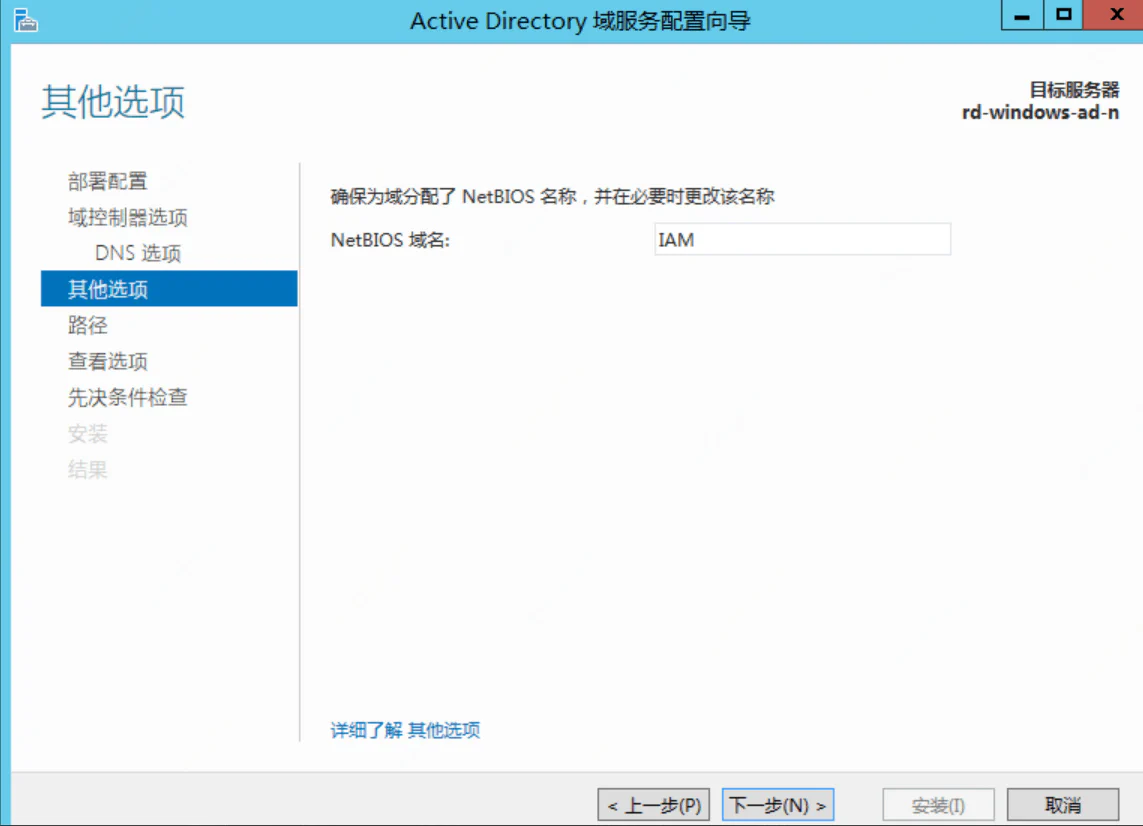 Active Directory 域服务配置向导
其他选项
目标服务器
rd-windows-ad-n
部署配置
域控制器选项
DNS 选项
其他选项
路径
查看选项
先决条件检查
安装
结果
确保为域分配了 NetBIOS 名称，并在必要时更改该名称
NetBIOS 域名: IAM
详细了解 其他选项
< 上一步(P) 下一步(N) > 安装(I) 取消